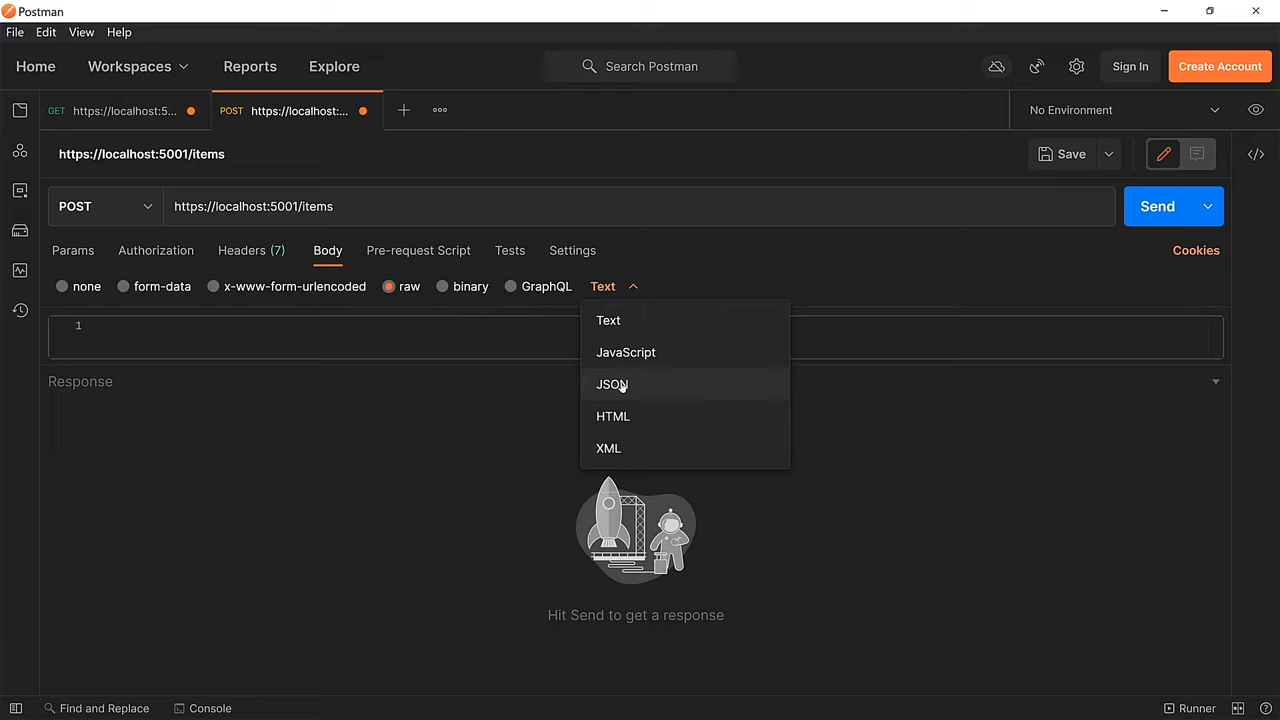 Postman
File Edit View Help
Home Workspaces Reports Explore Search Postman Sign In Create Account
GET https://localhost:5... POST https://localhost:... No Environment
https://localhost:5001/items Save
POST https://localhost:5001/items Send
Params Authorization Headers (7) Body Pre-request Script Tests Settings Cookies
none form-data x-www-form-urlencoded raw binary GraphQL Text
Text
1
JavaScript
Response
JSON
HTML
XML
Hit Send to get a response
Find and Replace Console Runner